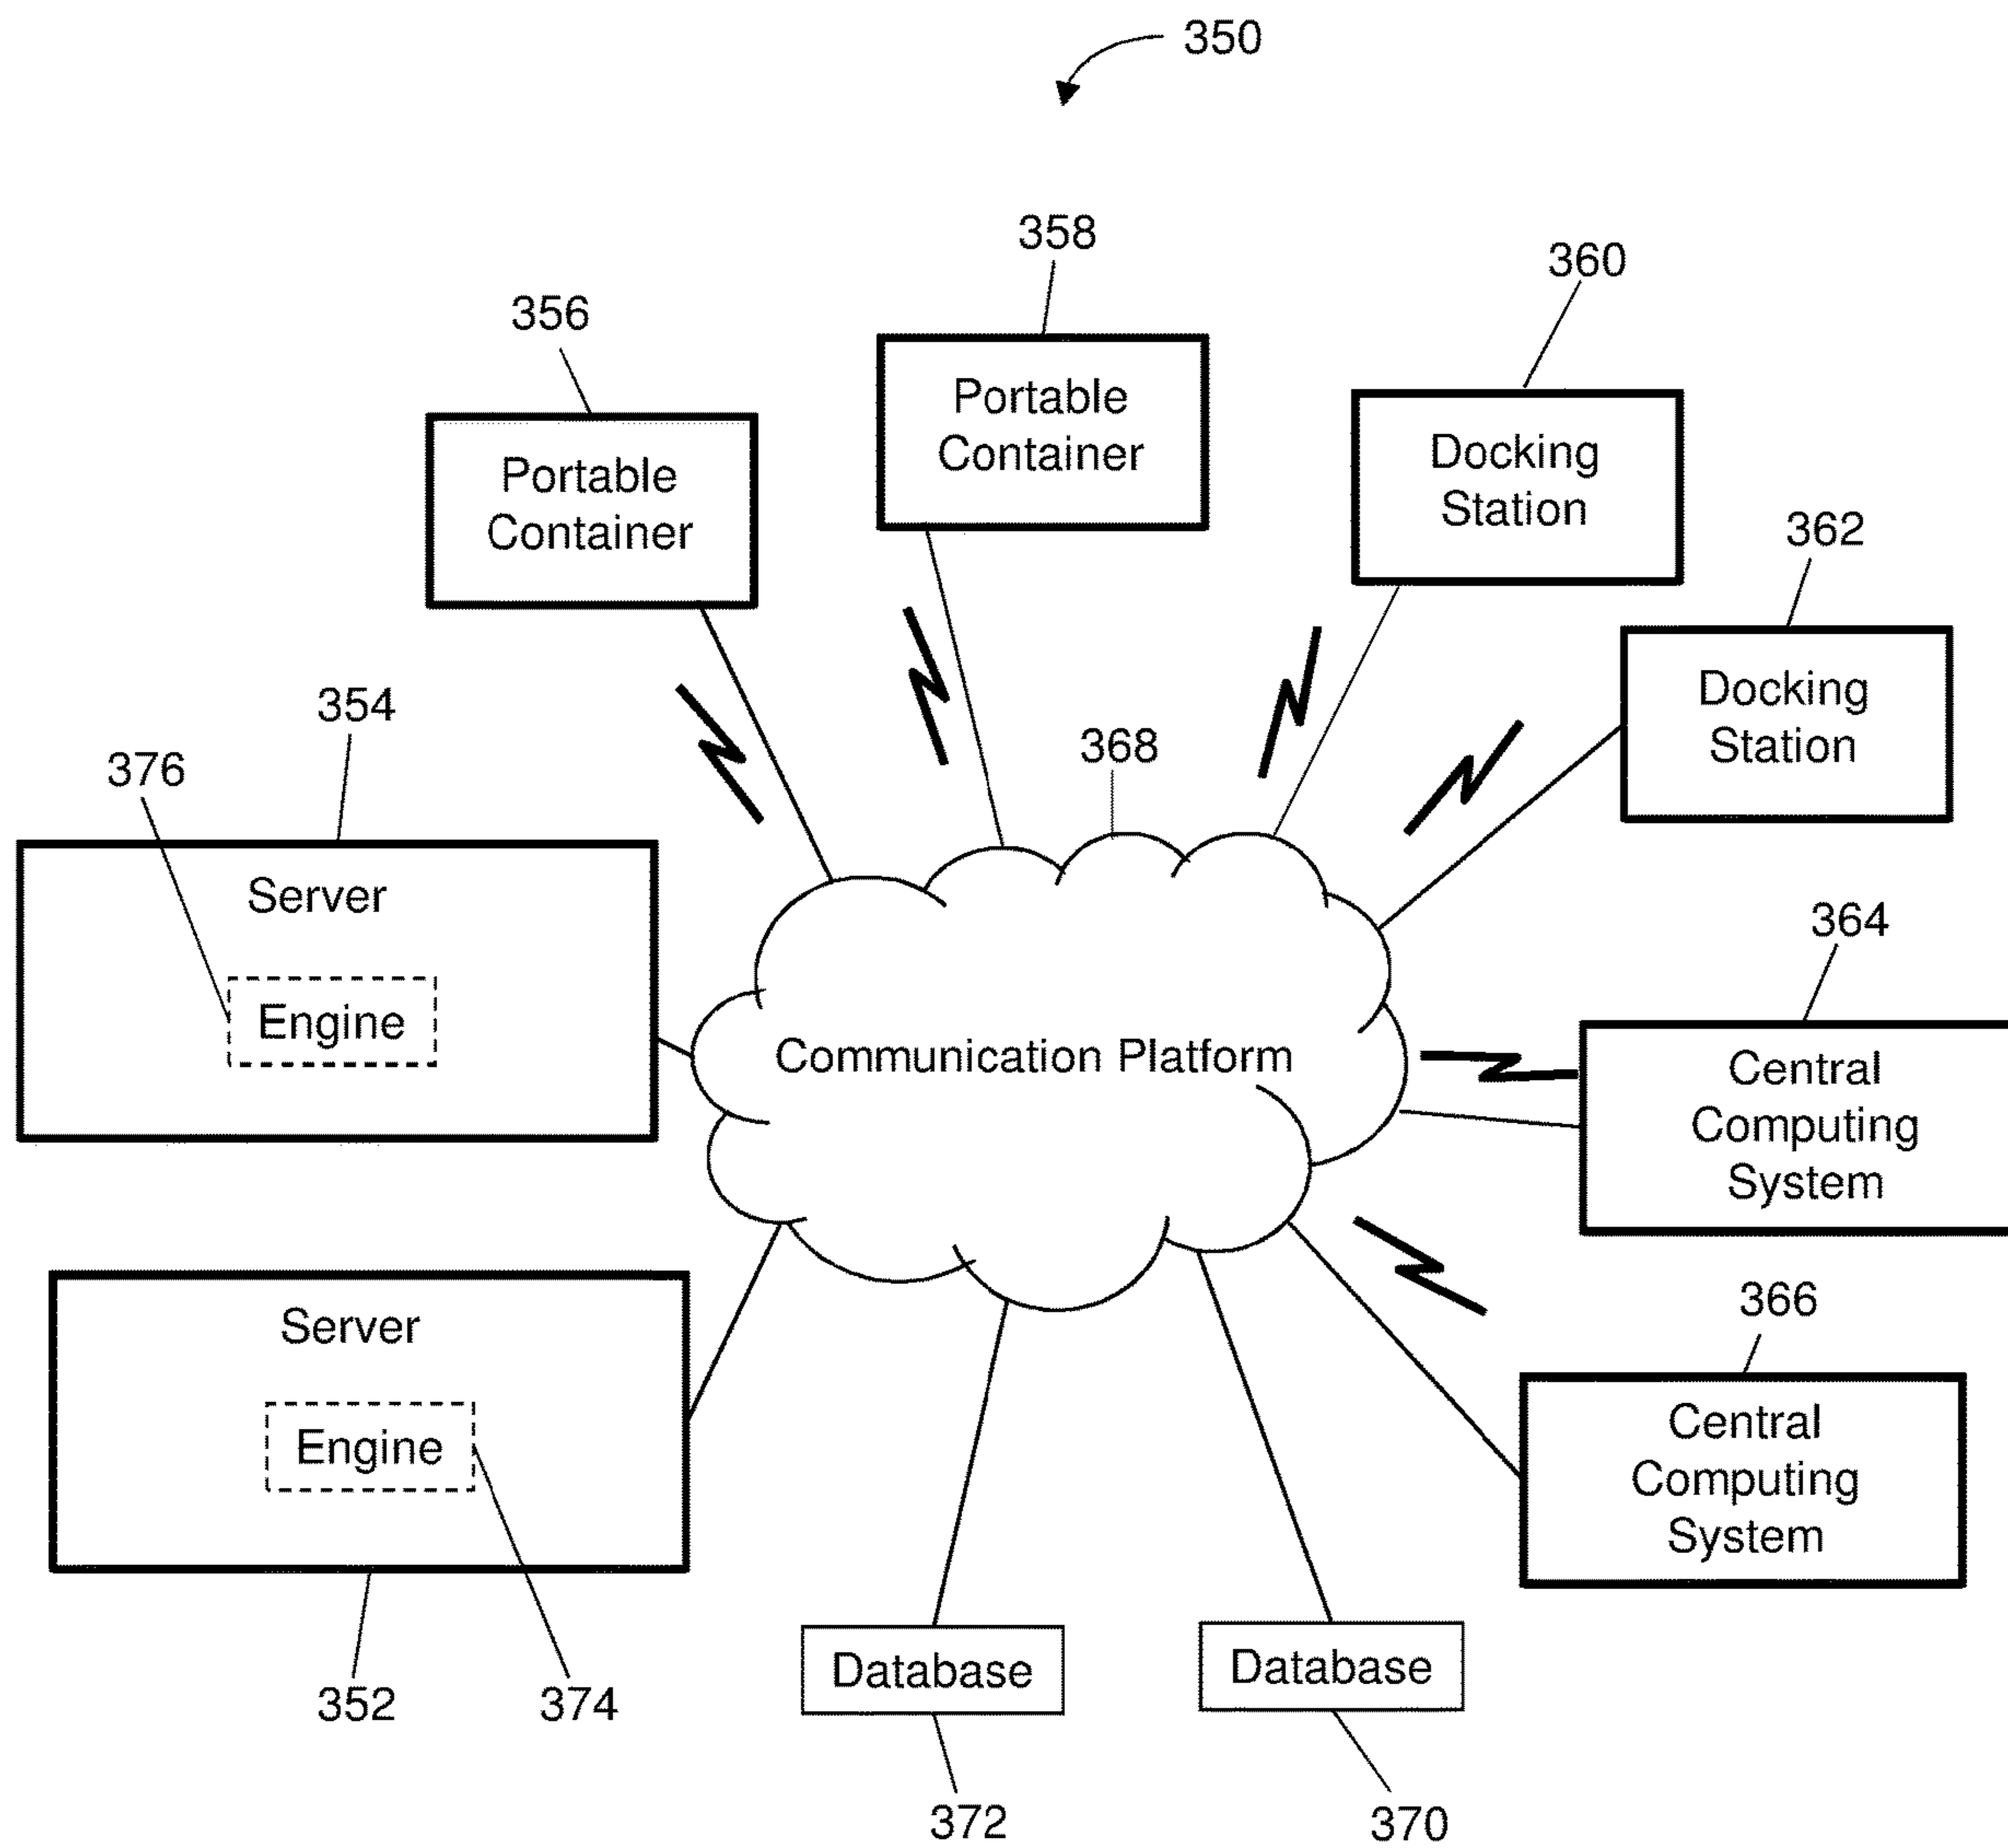 350
358
360
356
Portable
Container
Docking
Station
Portable
Container
362
Docking
Station
354
376
368
Server
Engine
364
Communication Platform
Central
Computing
System
366
Server
Engine
Central
Computing
System
Database
Database
352
374
372
370